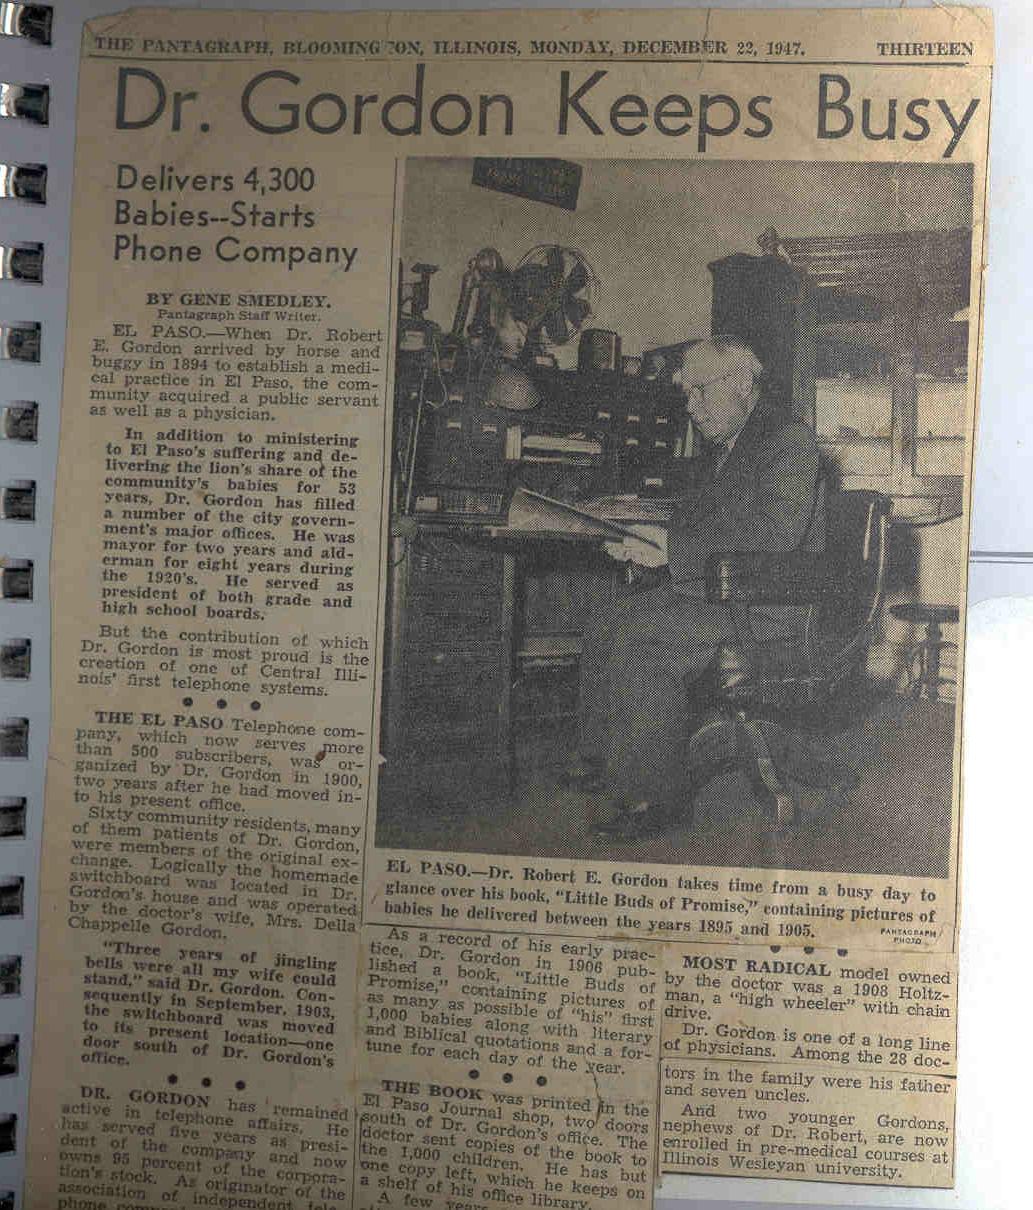 THE PANTAGRAPH, BLOOMINGTON, ILLINOIS, MONDAY, DECEMBER 22, 1947. THIRTEEN
Dr. Gordon Keeps Busy
Delivers 4,300
Babies--Starts
Phone Company
BY GENE SMEDLEY.
Pantagraph Staff Writer.
EL PASO.—When Dr. Robert
E. Gordon arrived by horse and
buggy in 1894 to establish a medi-
cal practice in El Paso, the com-
munity acquired a public servant
as well as a physician.
In addition to ministering
to El Paso's suffering and de-
livering the lion's share of the
community's babies for 53
years, Dr. Gordon has filled
a number of the city govern-
ment's major offices. He was
mayor for two years and ald-
erman for eight years during
the 1920's. He served as
president of both grade and
high school boards.
But the contribution of which
Dr. Gordon is most proud is the
creation of one of Central Illi-
nois' first telephone systems.
THE EL PASO Telephone com-
pany, which now serves more
than 500 subscribers, was or-
ganized by Dr. Gordon in 1900,
two years after he had moved in-
to his present office.
Sixty community residents, many
of them patients of Dr. Gordon,
were members of the original ex-
change. Logically the homemade
switchboard was located in Dr.
Gordon's house and was operated
by the doctor's wife, Mrs. Della
Chappelle Gordon.
"Three years of jingling
bells were all my wife could
stand," said Dr. Gordon. Con-
sequently in September, 1903,
the switchboard was moved
to its present location—one
door south of Dr. Gordon's
office.
DR. GORDON has remained
active in telephone affairs. He
has served five years as presi-
dent of the company and now
owns 95 percent of the corpora-
tion's stock. As originator of the
association of independent tele-
phone
EL PASO.—Dr. Robert E. Gordon takes time from a busy day to
glance over his book, "Little Buds of Promise," containing pictures of
babies he delivered between the years 1895 and 1905.
PANTAGRAPH
PHOTO
As a record of his early prac-
tice, Dr. Gordon in 1906 pub-
lished a book, "Little Buds of
Promise," containing pictures of
as many as possible of "his" first
1,000 babies along with literary
and Biblical quotations and a for-
tune for each day of the year.
THE BOOK was printed in the
El Paso Journal shop, two doors
south of Dr. Gordon's office. The
doctor sent copies of the book to
the 1,000 children. He has but
one copy left, which he keeps on
a shelf of his office library.
A few years
MOST RADICAL model owned
by the doctor was a 1908 Holtz-
man, a "high wheeler" with chain
drive.
Dr. Gordon is one of a long line
of physicians. Among the 28 doc-
tors in the family were his father
and seven uncles.
And two younger Gordons,
nephews of Dr. Robert, are now
enrolled in pre-medical courses at
Illinois Wesleyan university.